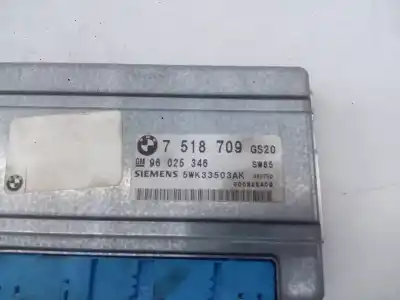 7 518 709 GS20
GM 96 025 346 SW85
SIEMENS 5WK33503AK